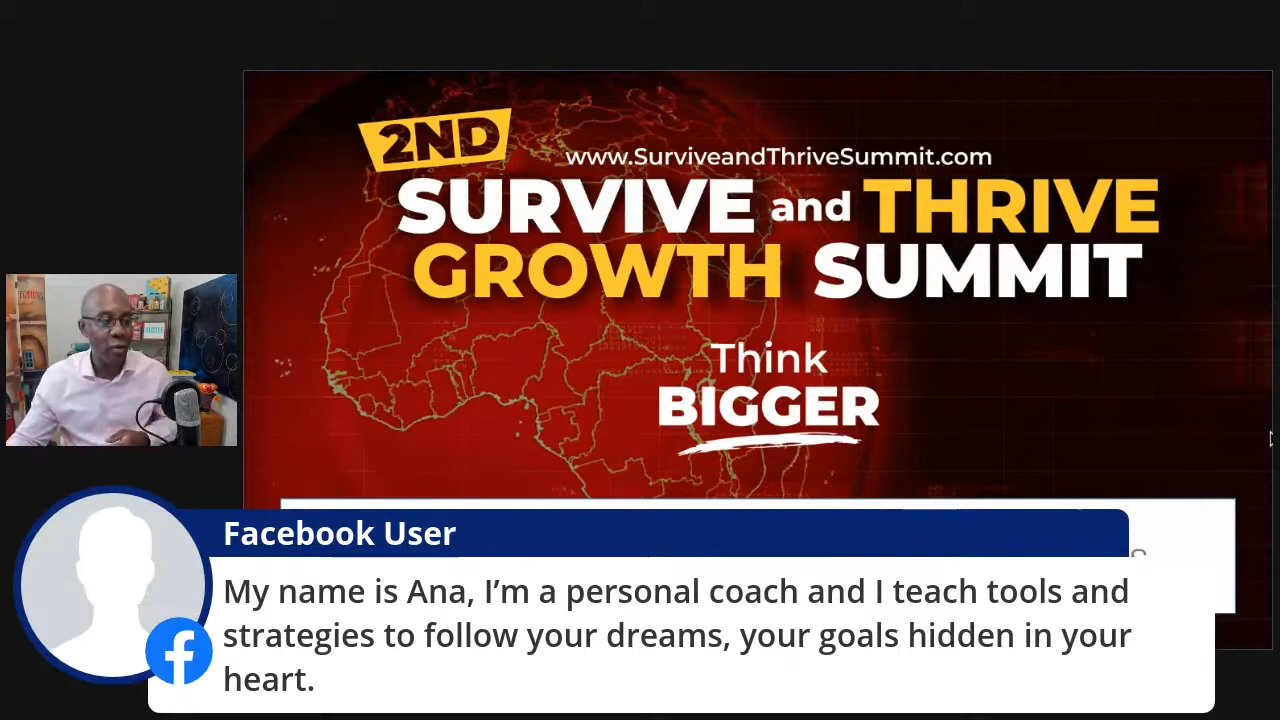 2ND
www.SurviveandThriveSummit.com
SURVIVE and THRIVE
GROWTH SUMMIT
Think
BIGGER
Facebook User
My name is Ana, I’m a personal coach and I teach tools and
strategies to follow your dreams, your goals hidden in your
heart.